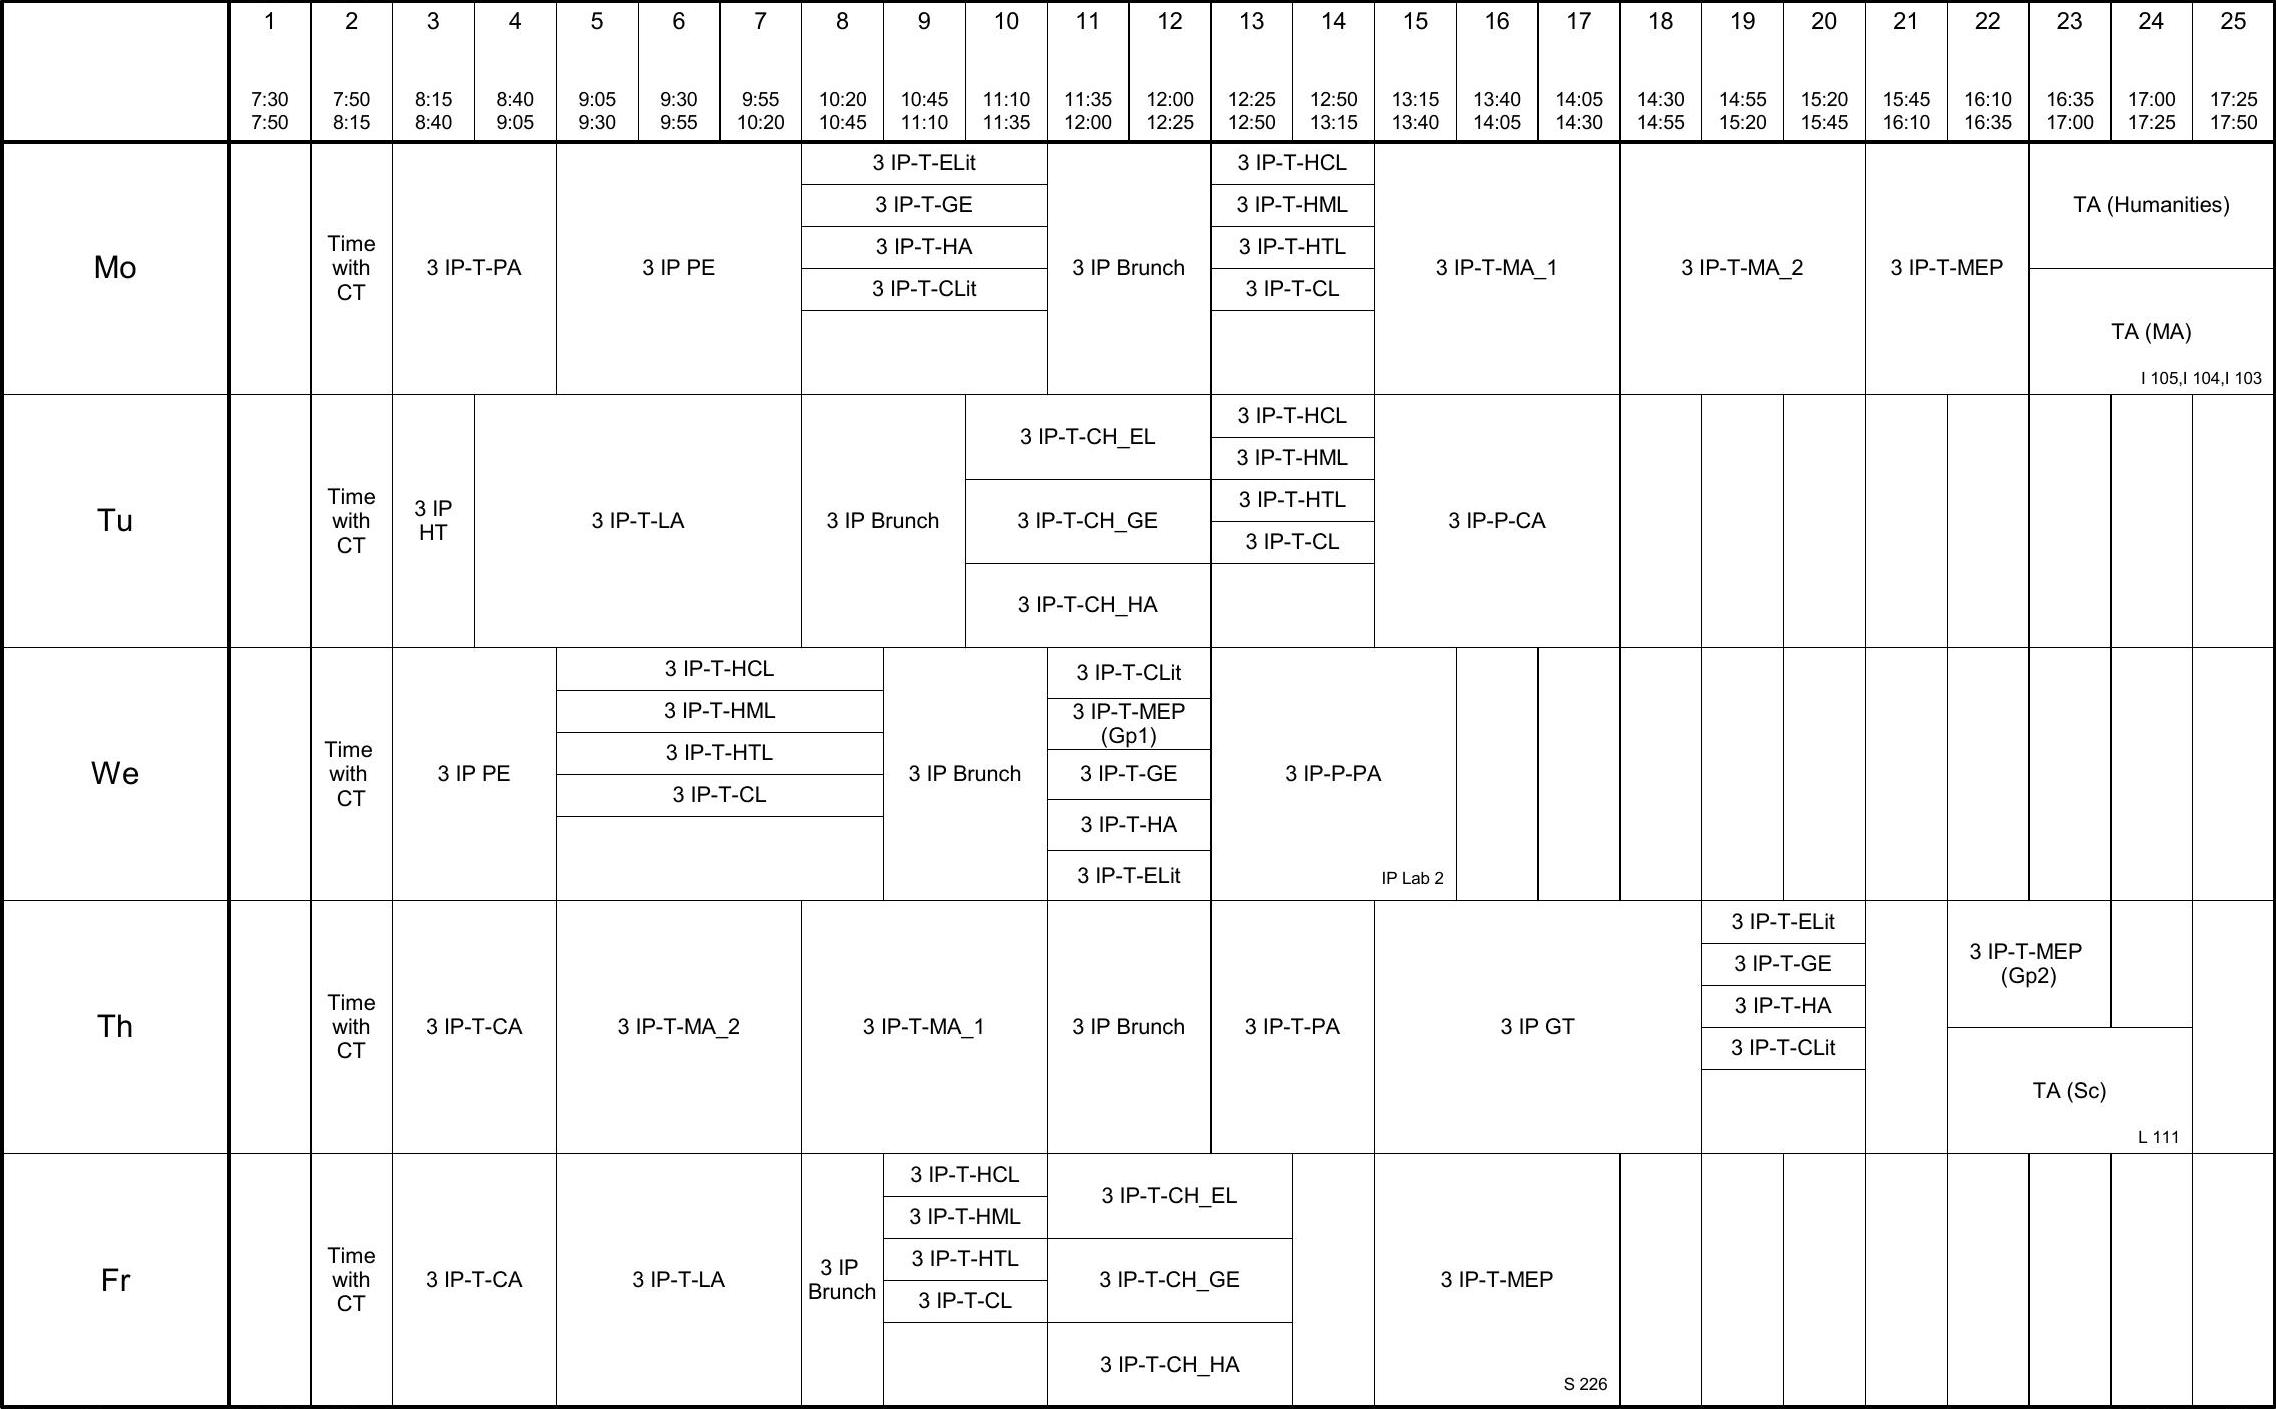 1 2 3 4 5 6 7 8 9 10 11 12 13 14 15 16 17 18 19 20 21 22 23 24 25
7:30 7:50 8:15 8:40 9:05 9:30 9:55 10:20 10:45 11:10 11:35 12:00 12:25 12:50 13:15 13:40 14:05 14:30 14:55 15:20 15:45 16:10 16:35 17:00 17:25
7:50 8:15 8:40 9:05 9:30 9:55 10:20 10:45 11:10 11:35 12:00 12:25 12:50 13:15 13:40 14:05 14:30 14:55 15:20 15:45 16:10 16:35 17:00 17:25 17:50
Mo
Time
with
CT
3 IP-T-PA
3 IP PE
3 IP-T-ELit
3 IP-T-GE
3 IP-T-HA
3 IP-T-CLit
3 IP Brunch
3 IP-T-HCL
3 IP-T-HML
3 IP-T-HTL
3 IP-T-CL
3 IP-T-MA_1
3 IP-T-MA_2
3 IP-T-MEP
TA (Humanities)
TA (MA)
I 105,I 104,I 103
Tu
Time
with
CT
3 IP
HT
3 IP-T-LA
3 IP Brunch
3 IP-T-CH_EL
3 IP-T-CH_GE
3 IP-T-CH_HA
3 IP-T-HCL
3 IP-T-HML
3 IP-T-HTL
3 IP-T-CL
3 IP-P-CA
We
Time
with
CT
3 IP PE
3 IP-T-HCL
3 IP-T-HML
3 IP-T-HTL
3 IP-T-CL
3 IP Brunch
3 IP-T-CLit
3 IP-T-MEP
(Gp1)
3 IP-T-GE
3 IP-T-HA
3 IP-T-ELit
3 IP-P-PA
IP Lab 2
Th
Time
with
CT
3 IP-T-CA
3 IP-T-MA_2
3 IP-T-MA_1
3 IP Brunch
3 IP-T-PA
3 IP GT
3 IP-T-ELit
3 IP-T-GE
3 IP-T-HA
3 IP-T-CLit
3 IP-T-MEP
(Gp2)
TA (Sc)
L 111
Fr
Time
with
CT
3 IP-T-CA
3 IP-T-LA
3 IP
Brunch
3 IP-T-HCL
3 IP-T-HML
3 IP-T-HTL
3 IP-T-CL
3 IP-T-CH_EL
3 IP-T-CH_GE
3 IP-T-CH_HA
3 IP-T-MEP
S 226